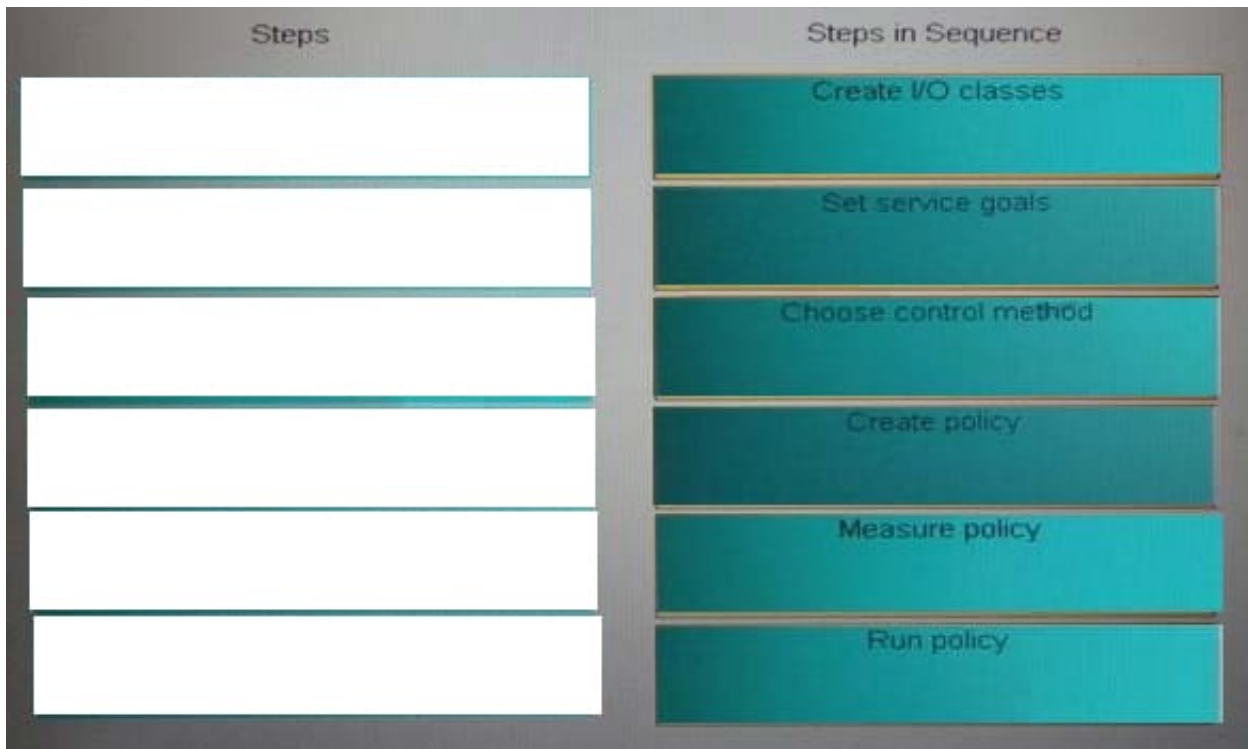 Steps
Steps in Sequence
Create I/O classes
Set service goals
Choose control method
Create policy
Measure policy
Run policy